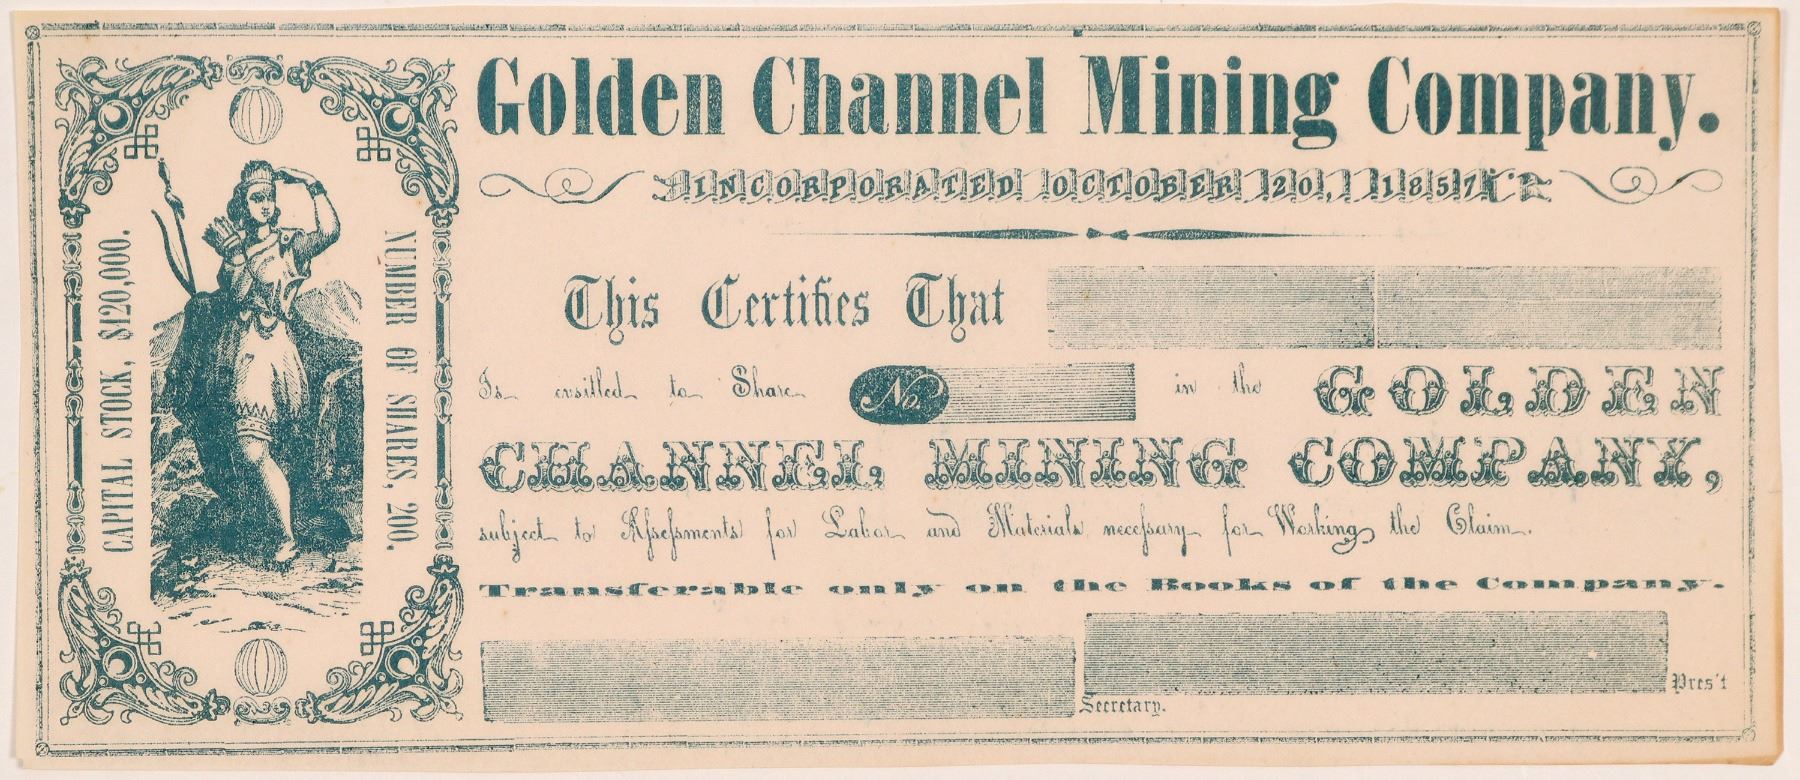 Golden Channel Mining Company.
INCORPORATED OCTOBER 20, 1857.
CAPITAL STOCK, $120,000.
NUMBER OF SHARES, 200.
This Certifies That
Is entitled to Share No. in the GOLDEN
CHANNEL MINING COMPANY,
subject to Assessments for Labor and Materials necessary for Working the Claim.
Transferable only on the Books of the Company.
Pres't
Secretary.